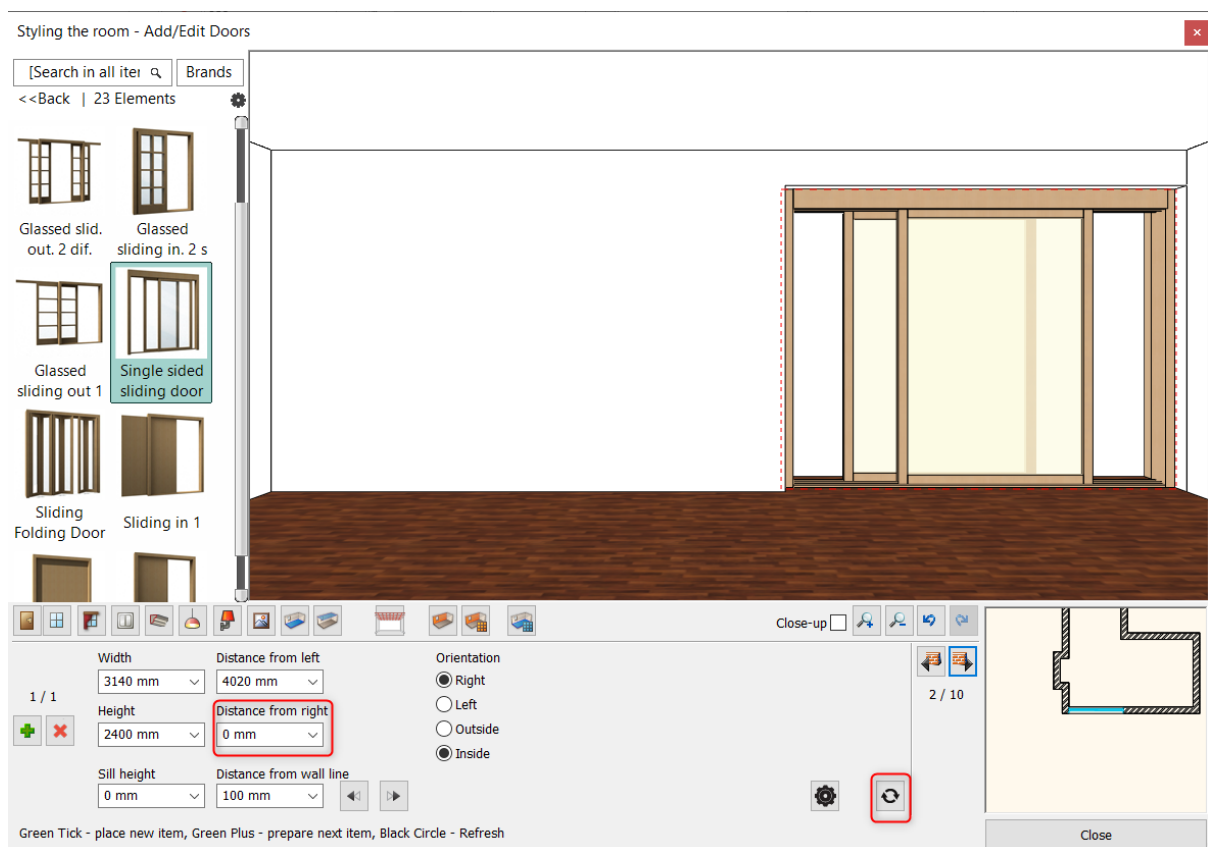 Styling the room - Add/Edit Doors
[Search in all iter
Brands
<<Back | 23 Elements
Glassed slid.
out. 2 dif.
Glassed
sliding in. 2 s
Glassed
sliding out 1
Single sided
sliding door
Sliding
Folding Door
Sliding in 1
Close-up
1 / 1
Width
3140 mm
Distance from left
4020 mm
Height
2400 mm
Distance from right
0 mm
Sill height
0 mm
Distance from wall line
100 mm
Orientation
Right
Left
Outside
Inside
2 / 10
Green Tick - place new item, Green Plus - prepare next item, Black Circle - Refresh
Close